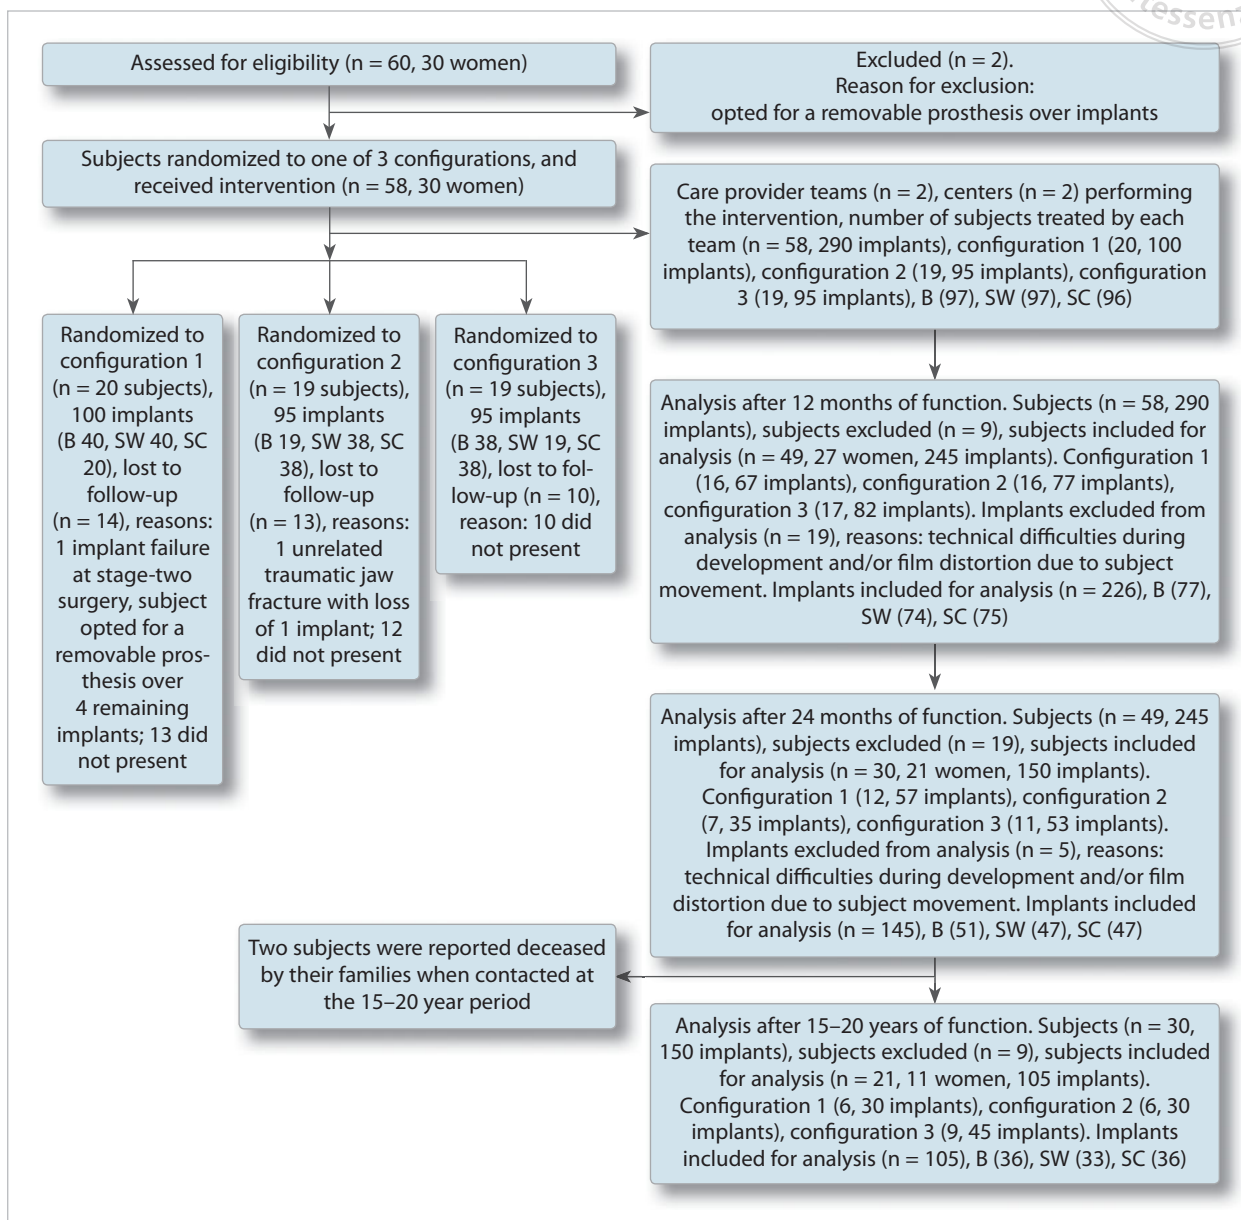 Assessed for eligibility (n = 60, 30 women)
Excluded (n = 2).
Reason for exclusion:
opted for a removable prosthesis over implants
Subjects randomized to one of 3 configurations, and
received intervention (n = 58, 30 women)
Care provider teams (n = 2), centers (n = 2) performing
the intervention, number of subjects treated by each
team (n = 58, 290 implants), configuration 1 (20, 100
implants), configuration 2 (19, 95 implants), configuration
3 (19, 95 implants), B (97), SW (97), SC (96)
Randomized to
configuration 1
(n = 20 subjects),
100 implants
(B 40, SW 40, SC
20), lost to
follow-up
(n = 14), reasons:
1 implant failure
at stage-two
surgery, subject
opted for a
removable pros-
thesis over
4 remaining
implants; 13 did
not present
Randomized to
configuration 2
(n = 19 subjects),
95 implants
(B 19, SW 38, SC
38), lost to
follow-up
(n = 13), reasons:
1 unrelated
traumatic jaw
fracture with loss
of 1 implant; 12
did not present
Randomized to
configuration 3
(n = 19 subjects),
95 implants
(B 38, SW 19, SC
38), lost to fol-
low-up (n = 10),
reason: 10 did
not present
Analysis after 12 months of function. Subjects (n = 58, 290
implants), subjects excluded (n = 9), subjects included for
analysis (n = 49, 27 women, 245 implants). Configuration 1
(16, 67 implants), configuration 2 (16, 77 implants),
configuration 3 (17, 82 implants). Implants excluded from
analysis (n = 19), reasons: technical difficulties during
development and/or film distortion due to subject
movement. Implants included for analysis (n = 226), B (77),
SW (74), SC (75)
Analysis after 24 months of function. Subjects (n = 49, 245
implants), subjects excluded (n = 19), subjects included
for analysis (n = 30, 21 women, 150 implants).
Configuration 1 (12, 57 implants), configuration 2
(7, 35 implants), configuration 3 (11, 53 implants).
Implants excluded from analysis (n = 5), reasons:
technical difficulties during development and/or film
distortion due to subject movement. Implants included
for analysis (n = 145), B (51), SW (47), SC (47)
Two subjects were reported deceased
by their families when contacted at
the 15–20 year period
Analysis after 15–20 years of function. Subjects (n = 30,
150 implants), subjects excluded (n = 9), subjects included
for analysis (n = 21, 11 women, 105 implants).
Configuration 1 (6, 30 implants), configuration 2 (6, 30
implants), configuration 3 (9, 45 implants). Implants
included for analysis (n = 105), B (36), SW (33), SC (36)